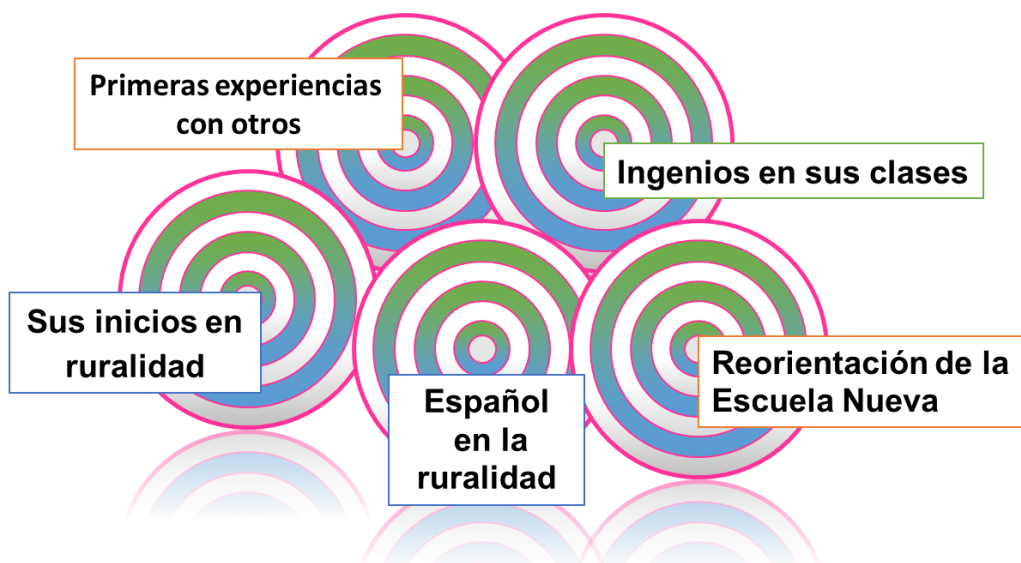 Primeras experiencias
con otros
Ingenios en sus clases
Sus inicios en
ruralidad
Español
en la
ruralidad
Reorientación de la
Escuela Nueva